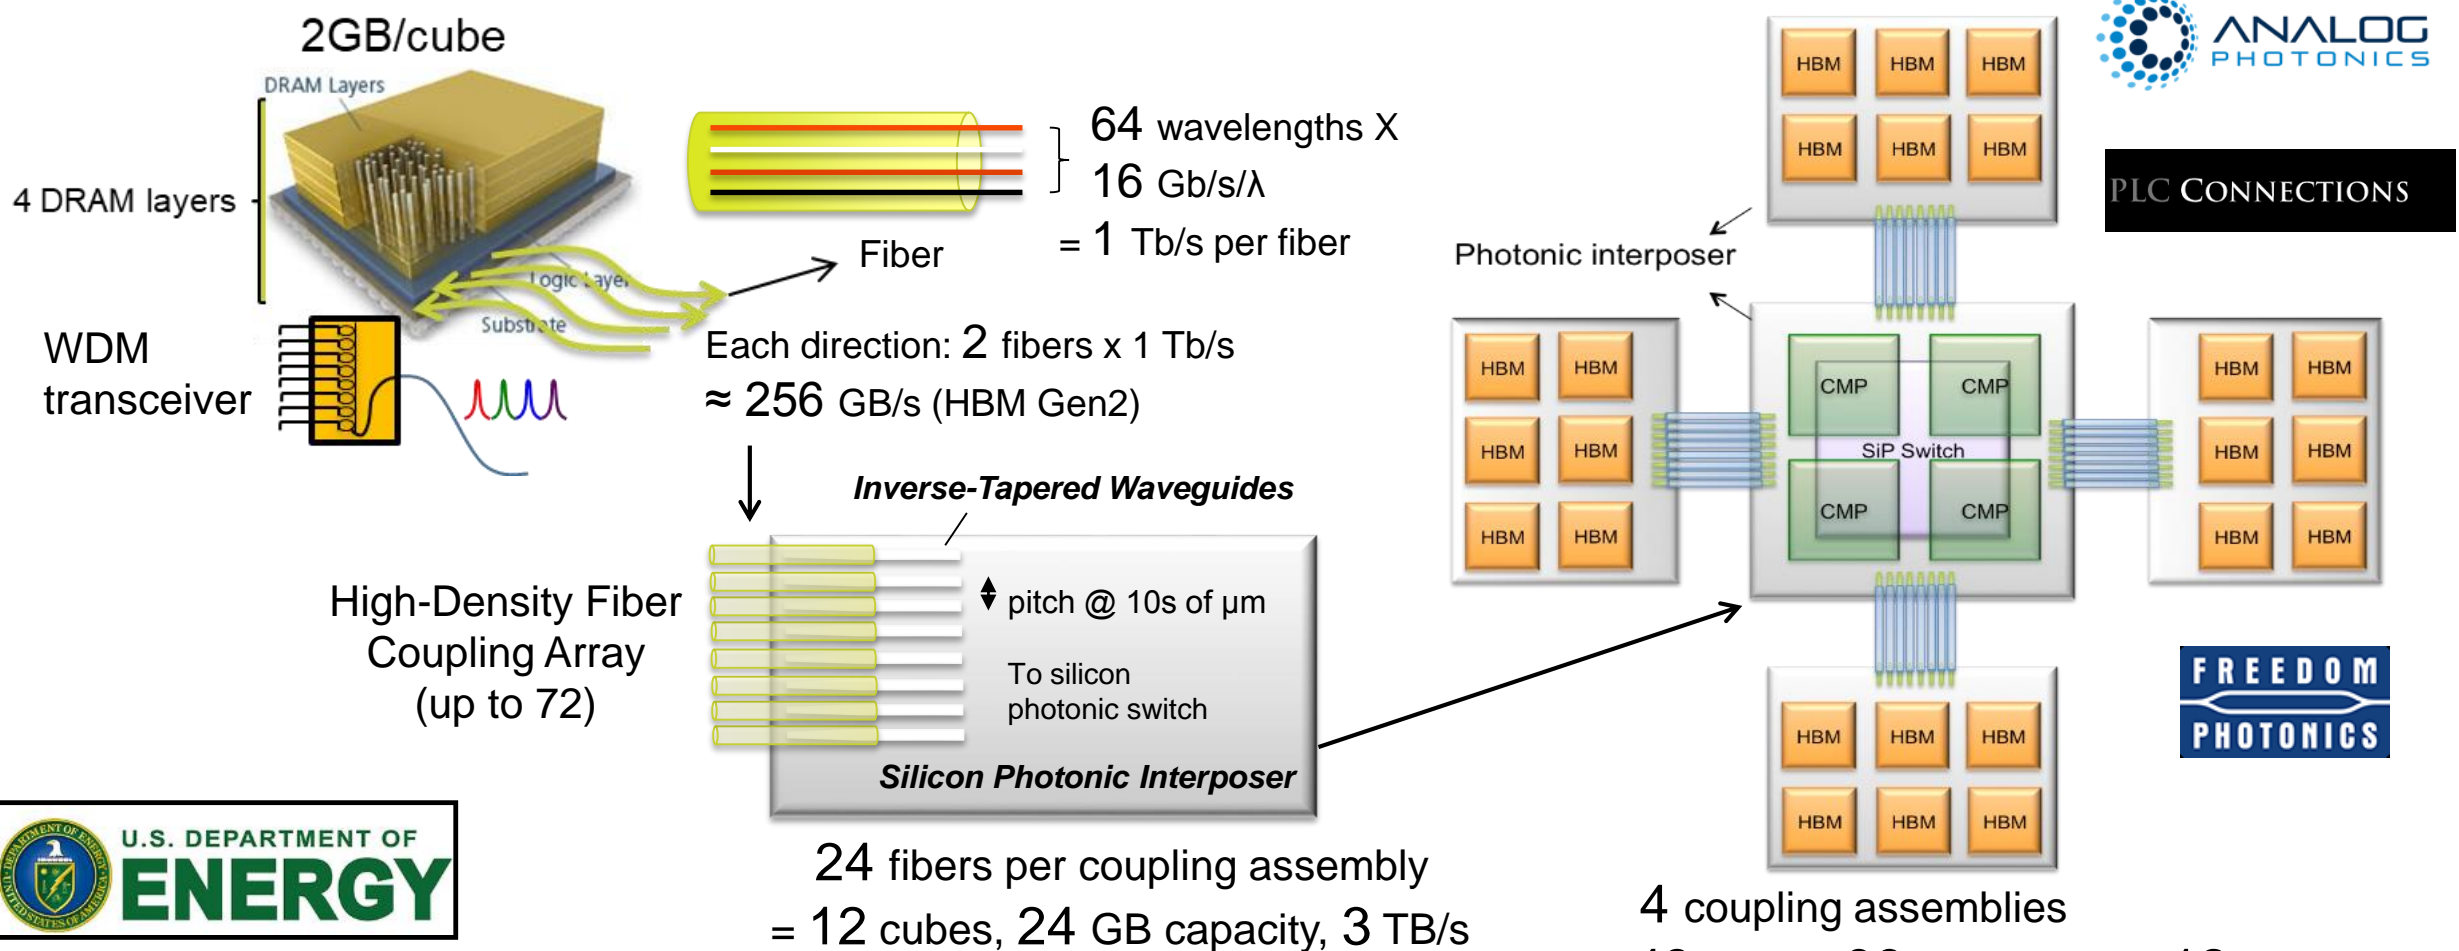 2GB/cube
DRAM Layers
4 DRAM layers
Logic Layer
Substrate
WDM
transceiver
Fiber
64 wavelengths X
16 Gb/s/λ
= 1 Tb/s per fiber
Each direction: 2 fibers x 1 Tb/s
≈ 256 GB/s (HBM Gen2)
Inverse-Tapered Waveguides
High-Density Fiber
Coupling Array
(up to 72)
pitch @ 10s of µm
To silicon
photonic switch
Silicon Photonic Interposer
24 fibers per coupling assembly
= 12 cubes, 24 GB capacity, 3 TB/s
U.S. DEPARTMENT OF
ENERGY
HBM HBM HBM
HBM HBM HBM
Photonic interposer
HBM HBM
HBM HBM
HBM HBM
CMP CMP
SiP Switch
CMP CMP
HBM HBM
HBM HBM
HBM HBM
HBM HBM HBM
HBM HBM HBM
4 coupling assemblies
ANALOG
PHOTONICS
PLC CONNECTIONS
FREEDOM
PHOTONICS